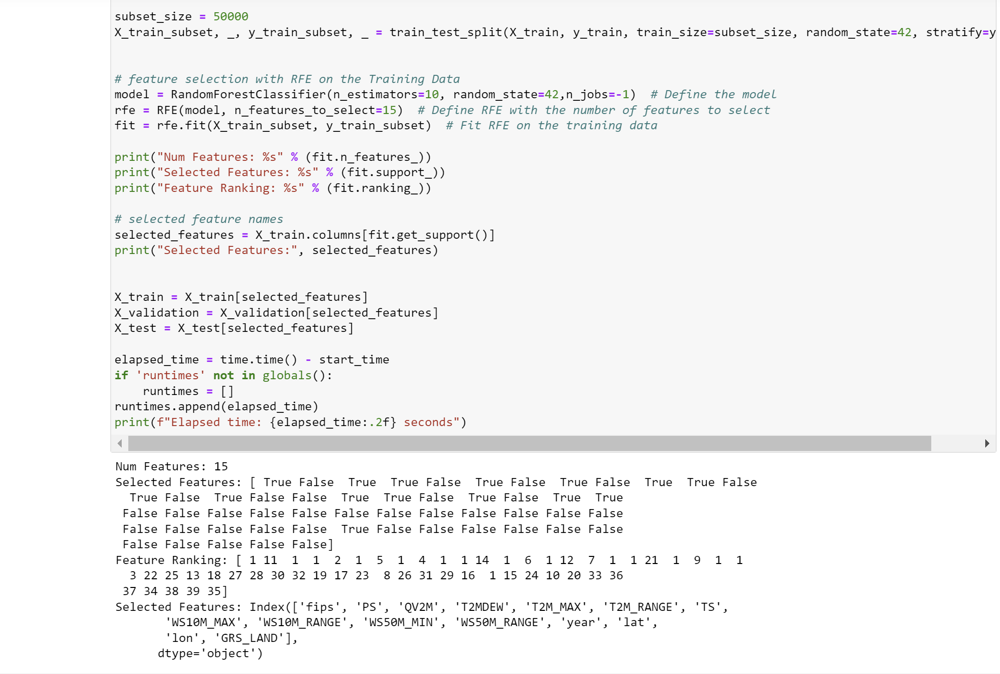 subset_size = 50000
X_train_subset, _, y_train_subset, _ = train_test_split(X_train, y_train, train_size=subset_size, random_state=42, stratify=y
# feature selection with RFE on the Training Data
model = RandomForestClassifier(n_estimators=10, random_state=42,n_jobs=-1)  # Define the model
rfe = RFE(model, n_features_to_select=15)  # Define RFE with the number of features to select
fit = rfe.fit(X_train_subset, y_train_subset)  # Fit RFE on the training data
print("Num Features: %s" % (fit.n_features_))
print("Selected Features: %s" % (fit.support_))
print("Feature Ranking: %s" % (fit.ranking_))
# selected feature names
selected_features = X_train.columns[fit.get_support()]
print("Selected Features:", selected_features)
X_train = X_train[selected_features]
X_validation = X_validation[selected_features]
X_test = X_test[selected_features]
elapsed_time = time.time() - start_time
if 'runtimes' not in globals():
    runtimes = []
runtimes.append(elapsed_time)
print(f"Elapsed time: {elapsed_time:.2f} seconds")
Num Features: 15
Selected Features: [ True False  True  True False  True False  True False  True  True False
  True False  True False False  True  True False  True False  True  True
 False False False False False False False False False False False False
 False False False False False  True False False False False False False
 False False False False False]
Feature Ranking: [ 1 11  1  1  2  1  5  1  4  1  1 14  1  6  1 12  7  1  1 21  1  9  1  1
  3 22 25 13 18 27 28 30 32 19 17 23  8 26 31 29 16  1 15 24 10 20 33 36
 37 34 38 39 35]
Selected Features: Index(['fips', 'PS', 'QV2M', 'T2MDEW', 'T2M_MAX', 'T2M_RANGE', 'TS',
       'WS10M_MAX', 'WS10M_RANGE', 'WS50M_MIN', 'WS50M_RANGE', 'year', 'lat',
       'lon', 'GRS_LAND'],
      dtype='object')